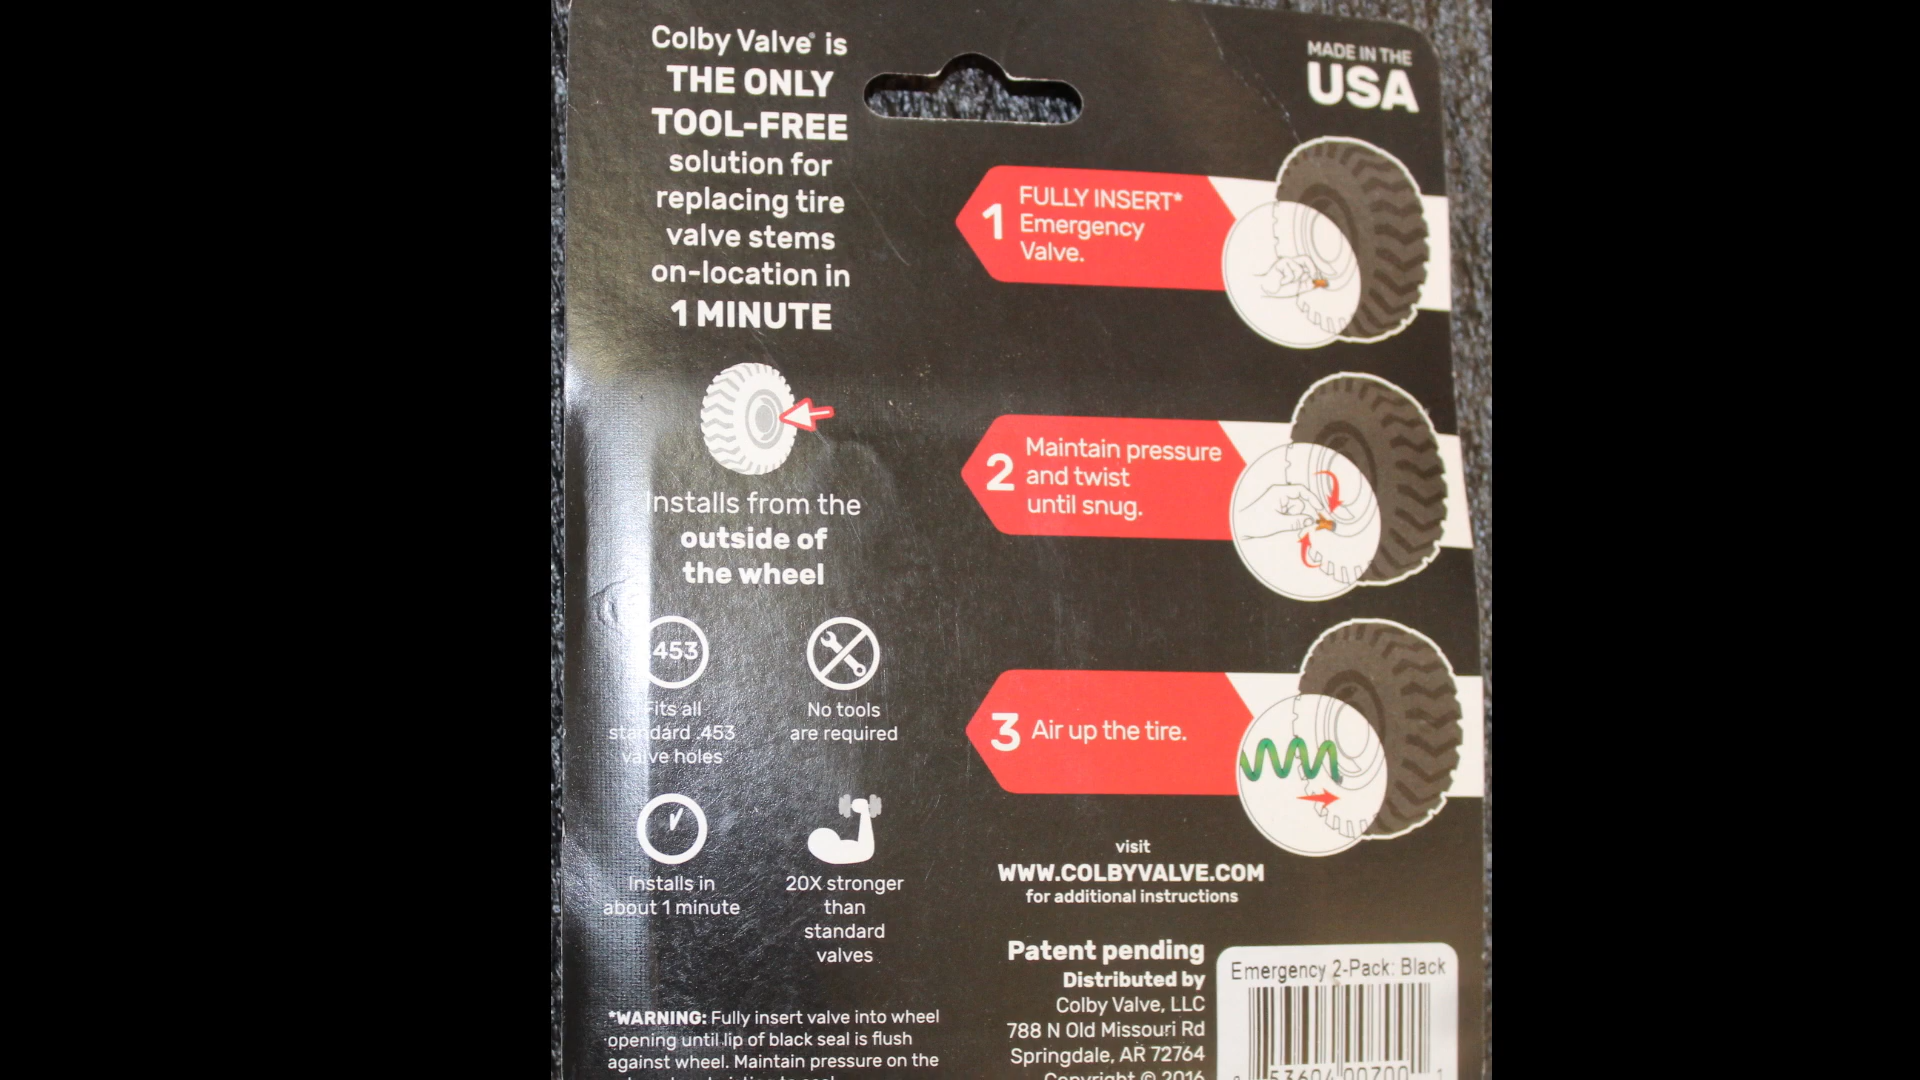 Colby Valve® is
THE ONLY
TOOL-FREE
solution for
replacing tire
valve stems
on-location in
1 MINUTE
Installs from the
outside of
the wheel
.453
Fits all
standard .453
valve holes
No tools
are required
Installs in
about 1 minute
20X stronger
than
standard
valves
*WARNING: Fully insert valve into wheel
opening until lip of black seal is flush
against wheel. Maintain pressure on the
MADE IN THE
USA
1
FULLY INSERT*
Emergency
Valve.
2
Maintain pressure
and twist
until snug.
3
Air up the tire.
visit
WWW.COLBYVALVE.COM
for additional instructions
Patent pending
Distributed by
Colby Valve, LLC
788 N Old Missouri Rd
Springdale, AR 72764
Copyright © 2016
Emergency 2-Pack: Black
53604 00700 1